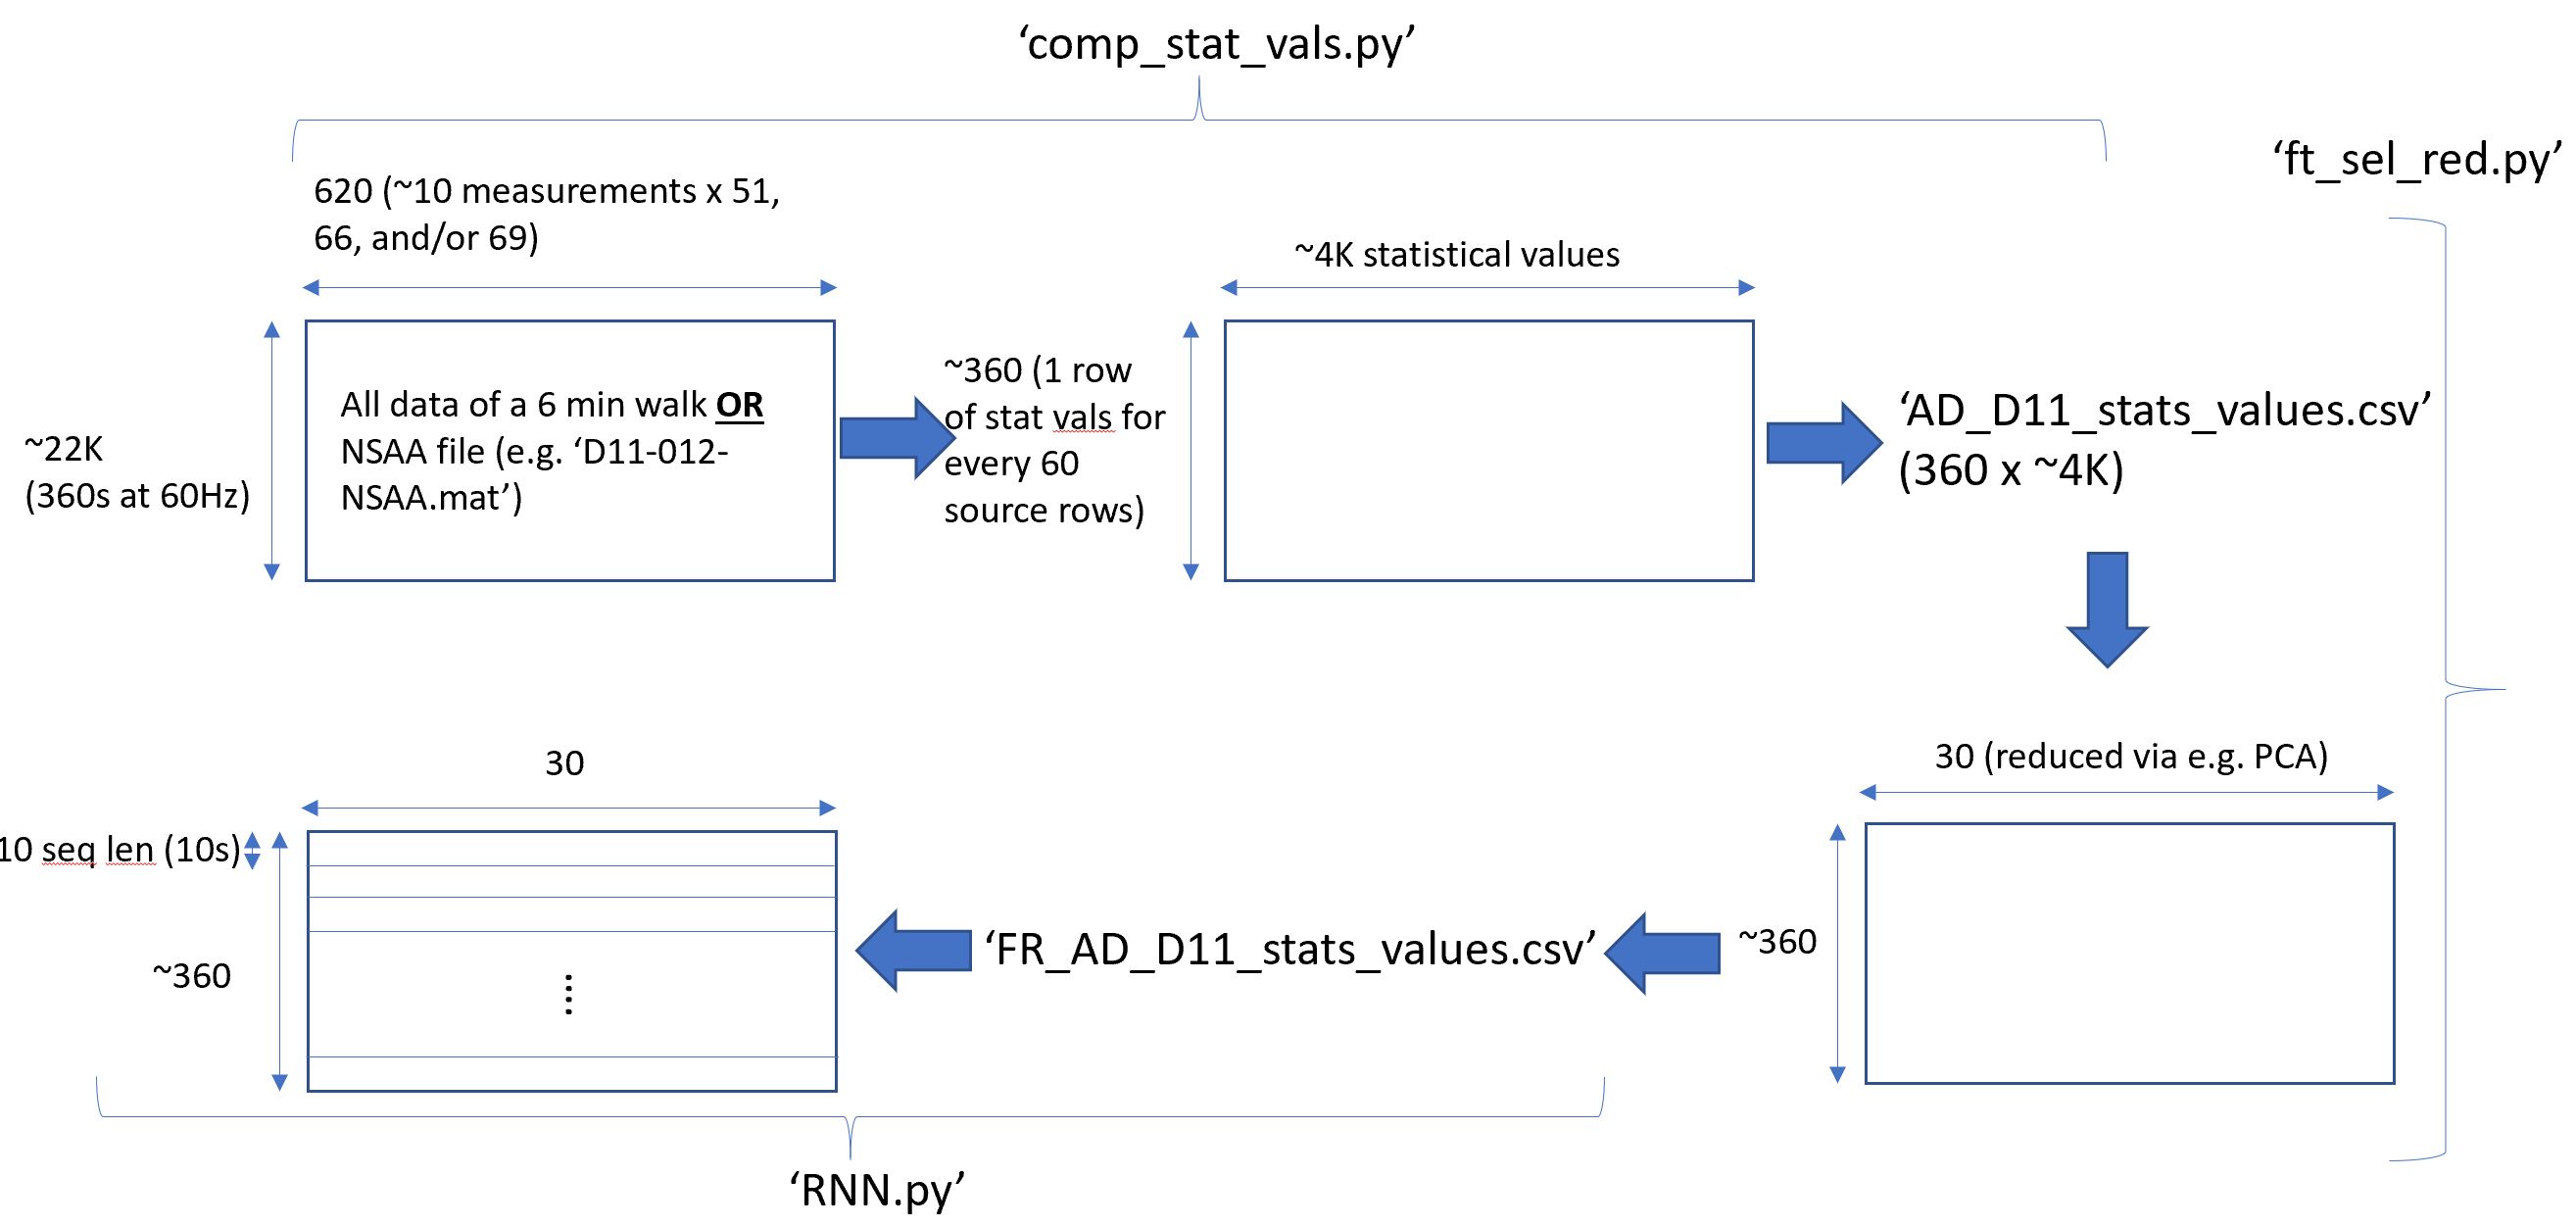 ‘comp_stat_vals.py’
‘ft_sel_red.py’
620 (~10 measurements x 51,
66, and/or 69)
~4K statistical values
~22K
(360s at 60Hz)
All data of a 6 min walk OR
NSAA file (e.g. ‘D11-012-
NSAA.mat’)
~360 (1 row
of stat vals for
every 60
source rows)
‘AD_D11_stats_values.csv’
(360 x ~4K)
30 (reduced via e.g. PCA)
~360
‘FR_AD_D11_stats_values.csv’
30
10 seq len (10s)
~360
‘RNN.py’